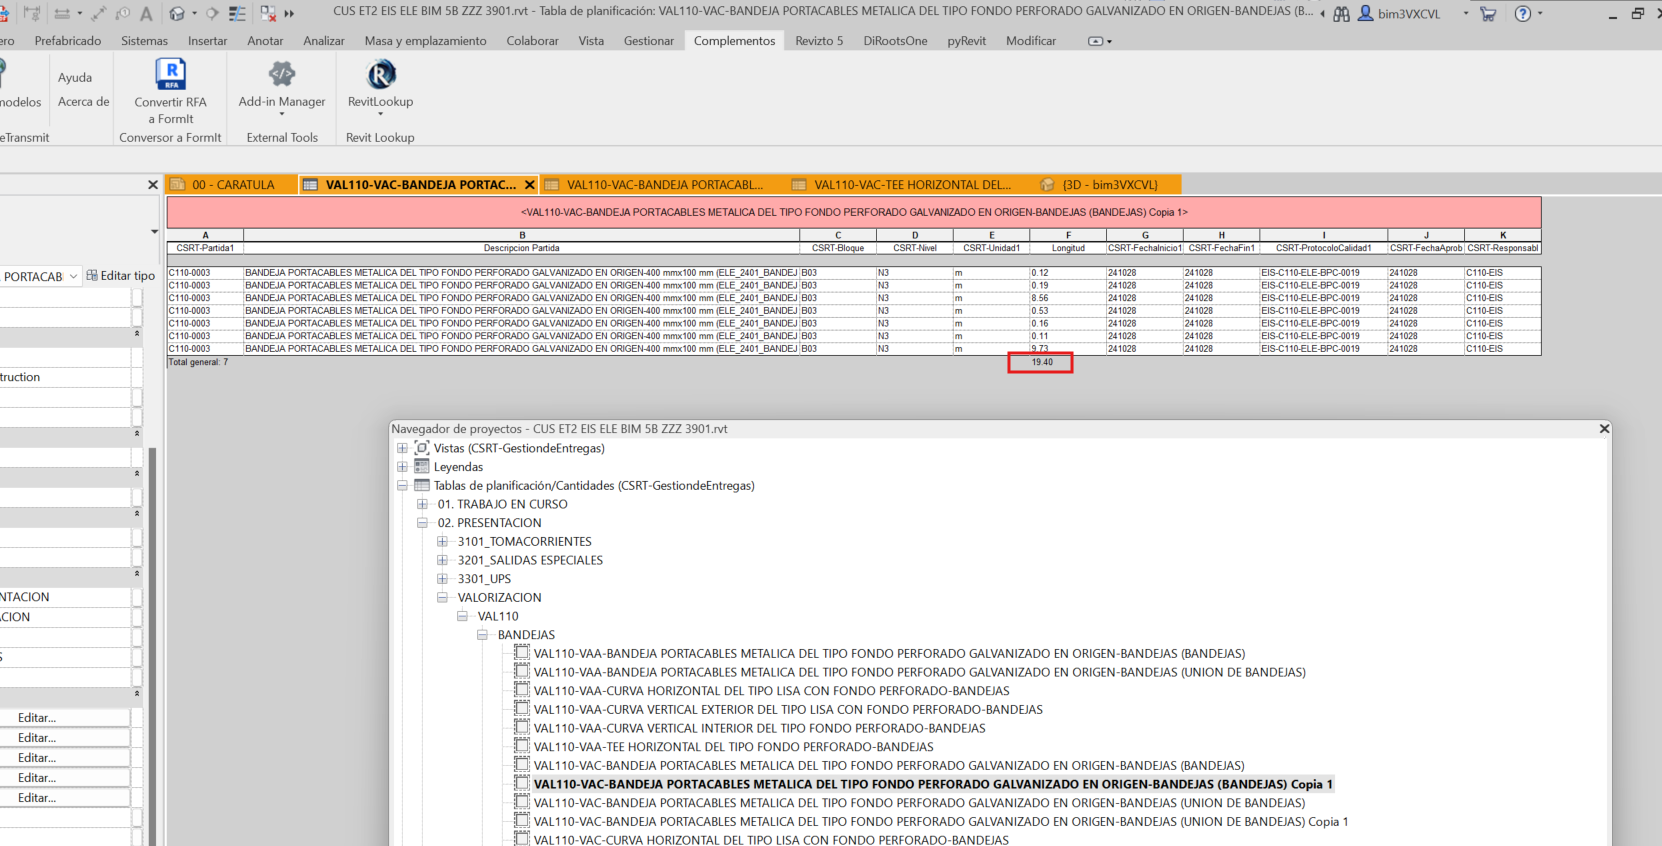 CUS ET2 EIS ELE BIM 5B ZZZ 3901.rvt - Tabla de planificación: VAL110-VAC-BANDEJA PORTACABLES METALICA DEL TIPO FONDO PERFORADO GALVANIZADO EN ORIGEN-BANDEJAS (B... bim3VXCVL
ero Prefabricado Sistemas Insertar Anotar Analizar Masa y emplazamiento Colaborar Vista Gestionar Complementos Revizto 5 DiRootsOne pyRevit Modificar
Ayuda
modelos Acerca de Convertir RFA a FormIt Add-in Manager RevitLookup
eTransmit Conversor a FormIt External Tools Revit Lookup
00 - CARATULA VAL110-VAC-BANDEJA PORTAC... VAL110-VAC-BANDEJA PORTACABL... VAL110-VAC-TEE HORIZONTAL DEL... {3D - bim3VXCVL}
<VAL110-VAC-BANDEJA PORTACABLES METALICA DEL TIPO FONDO PERFORADO GALVANIZADO EN ORIGEN-BANDEJAS (BANDEJAS) Copia 1>
A B C D E F G H I J K
CSRT-Partida1 Descripcion Partida CSRT-Bloque CSRT-Nivel CSRT-Unidad1 Longitud CSRT-FechaInicio1 CSRT-FechaFin1 CSRT-ProtocoloCalidad1 CSRT-FechaAprob CSRT-Responsabl
C110-0003 BANDEJA PORTACABLES METALICA DEL TIPO FONDO PERFORADO GALVANIZADO EN ORIGEN-400 mmx100 mm (ELE_2401_BANDEJ B03 N3 m 0.12 241028 241028 EIS-C110-ELE-BPC-0019 241028 C110-EIS
C110-0003 BANDEJA PORTACABLES METALICA DEL TIPO FONDO PERFORADO GALVANIZADO EN ORIGEN-400 mmx100 mm (ELE_2401_BANDEJ B03 N3 m 0.19 241028 241028 EIS-C110-ELE-BPC-0019 241028 C110-EIS
C110-0003 BANDEJA PORTACABLES METALICA DEL TIPO FONDO PERFORADO GALVANIZADO EN ORIGEN-400 mmx100 mm (ELE_2401_BANDEJ B03 N3 m 8.56 241028 241028 EIS-C110-ELE-BPC-0019 241028 C110-EIS
C110-0003 BANDEJA PORTACABLES METALICA DEL TIPO FONDO PERFORADO GALVANIZADO EN ORIGEN-400 mmx100 mm (ELE_2401_BANDEJ B03 N3 m 0.53 241028 241028 EIS-C110-ELE-BPC-0019 241028 C110-EIS
C110-0003 BANDEJA PORTACABLES METALICA DEL TIPO FONDO PERFORADO GALVANIZADO EN ORIGEN-400 mmx100 mm (ELE_2401_BANDEJ B03 N3 m 0.16 241028 241028 EIS-C110-ELE-BPC-0019 241028 C110-EIS
C110-0003 BANDEJA PORTACABLES METALICA DEL TIPO FONDO PERFORADO GALVANIZADO EN ORIGEN-400 mmx100 mm (ELE_2401_BANDEJ B03 N3 m 0.11 241028 241028 EIS-C110-ELE-BPC-0019 241028 C110-EIS
C110-0003 BANDEJA PORTACABLES METALICA DEL TIPO FONDO PERFORADO GALVANIZADO EN ORIGEN-400 mmx100 mm (ELE_2401_BANDEJ B03 N3 m 9.73 241028 241028 EIS-C110-ELE-BPC-0019 241028 C110-EIS
Total general: 7 19.40
PORTACABI Editar tipo
truction
NTACION
CION
S
Editar...
Editar...
Editar...
Editar...
Editar...
Navegador de proyectos - CUS ET2 EIS ELE BIM 5B ZZZ 3901.rvt
Vistas (CSRT-GestiondeEntregas)
Leyendas
Tablas de planificación/Cantidades (CSRT-GestiondeEntregas)
01. TRABAJO EN CURSO
02. PRESENTACION
3101_TOMACORRIENTES
3201_SALIDAS ESPECIALES
3301_UPS
VALORIZACION
VAL110
BANDEJAS
VAL110-VAA-BANDEJA PORTACABLES METALICA DEL TIPO FONDO PERFORADO GALVANIZADO EN ORIGEN-BANDEJAS (BANDEJAS)
VAL110-VAA-BANDEJA PORTACABLES METALICA DEL TIPO FONDO PERFORADO GALVANIZADO EN ORIGEN-BANDEJAS (UNION DE BANDEJAS)
VAL110-VAA-CURVA HORIZONTAL DEL TIPO LISA CON FONDO PERFORADO-BANDEJAS
VAL110-VAA-CURVA VERTICAL EXTERIOR DEL TIPO LISA CON FONDO PERFORADO-BANDEJAS
VAL110-VAA-CURVA VERTICAL INTERIOR DEL TIPO FONDO PERFORADO-BANDEJAS
VAL110-VAA-TEE HORIZONTAL DEL TIPO FONDO PERFORADO-BANDEJAS
VAL110-VAC-BANDEJA PORTACABLES METALICA DEL TIPO FONDO PERFORADO GALVANIZADO EN ORIGEN-BANDEJAS (BANDEJAS)
VAL110-VAC-BANDEJA PORTACABLES METALICA DEL TIPO FONDO PERFORADO GALVANIZADO EN ORIGEN-BANDEJAS (BANDEJAS) Copia 1
VAL110-VAC-BANDEJA PORTACABLES METALICA DEL TIPO FONDO PERFORADO GALVANIZADO EN ORIGEN-BANDEJAS (UNION DE BANDEJAS)
VAL110-VAC-BANDEJA PORTACABLES METALICA DEL TIPO FONDO PERFORADO GALVANIZADO EN ORIGEN-BANDEJAS (UNION DE BANDEJAS) Copia 1
VAL110-VAC-CURVA HORIZONTAL DEL TIPO LISA CON FONDO PERFORADO-BANDEJAS